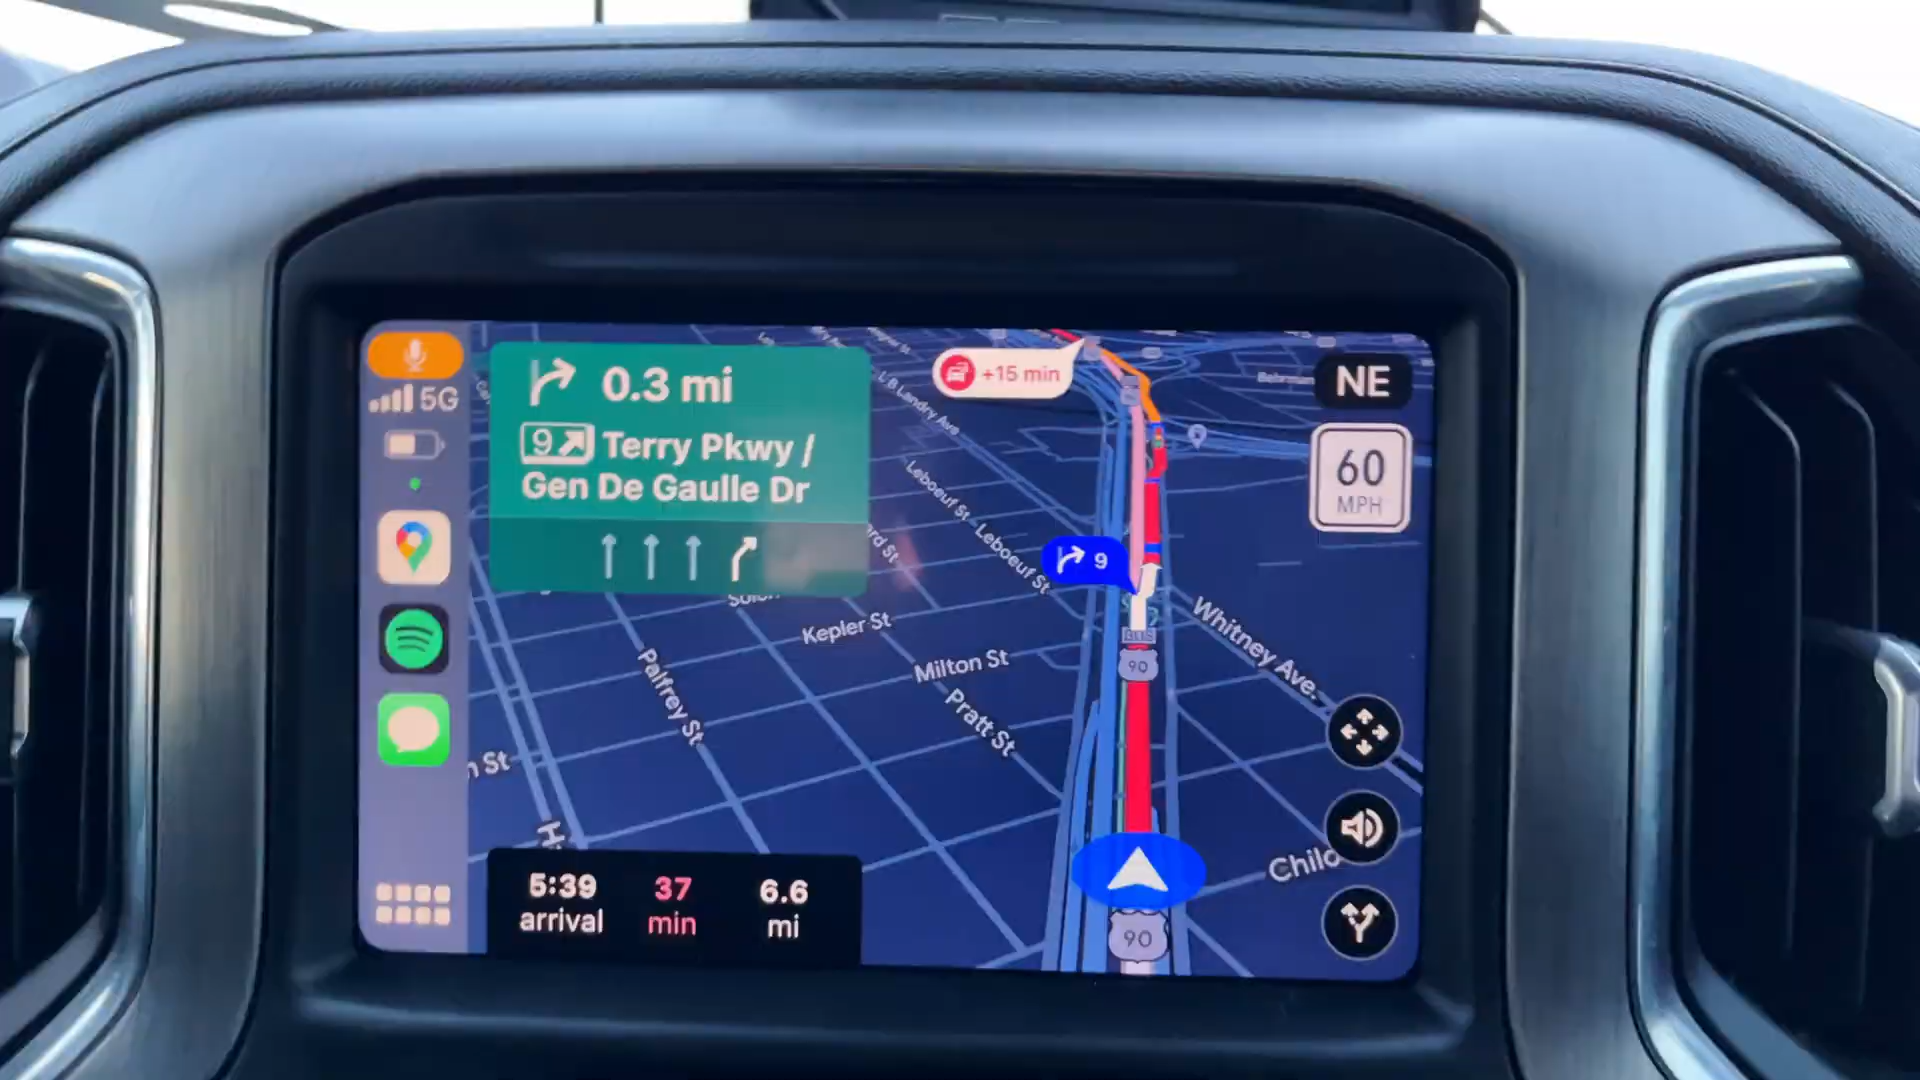 5G
0.3 mi
9 Terry Pkwy /
Gen De Gaulle Dr
+15 min
NE
60
MPH
L B Landry Ave
Leboeuf St
Leboeuf St
9
Whitney Ave.
Kepler St
Milton St
BUS
90
Palfrey St
Pratt St
5:39
arrival
37
min
6.6
mi
90